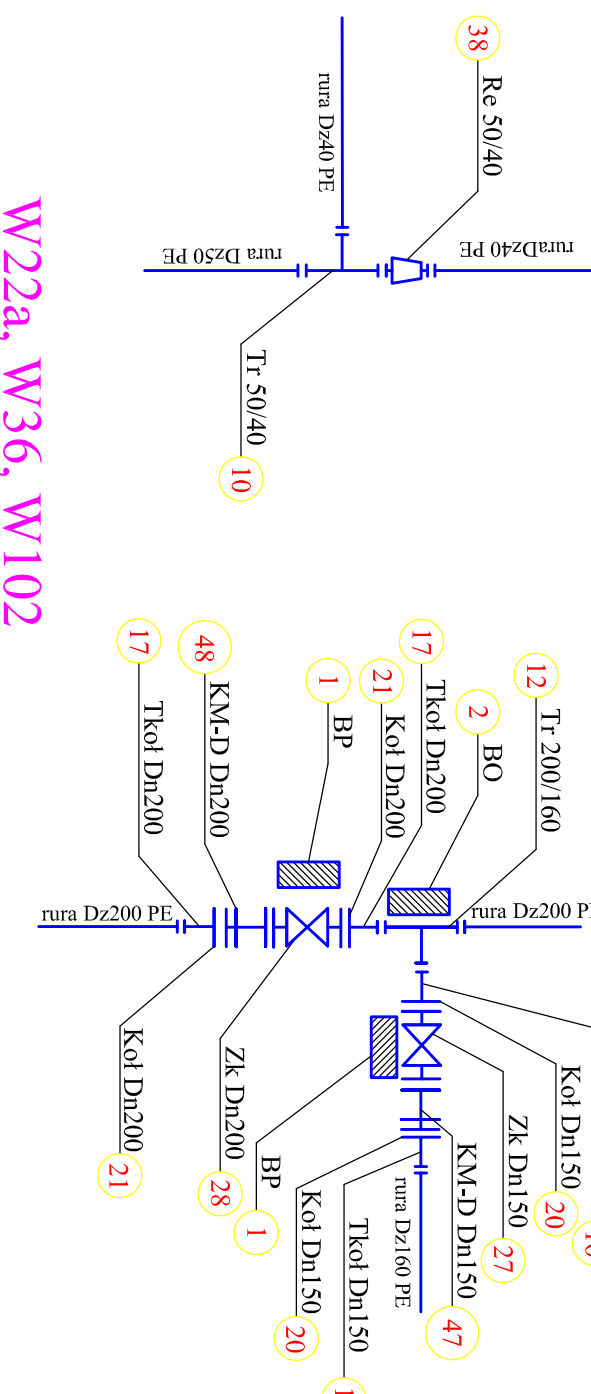 38
Re 50/40
rura Dz40 PE
ruraDz40 PE
rura Dz50 PE
Tr 50/40
10
W22a, W36, W102
12
Tr 200/160
2
BO
17
Tkoł Dn200
21
Koł Dn200
1
BP
48
KM-D Dn200
17
Tkoł Dn200
rura Dz200 PE
rura Dz200
Koł Dn150
20
Zk Dn150
27
KM-D Dn150
47
rura Dz160 PE
Tkoł Dn150
Koł Dn150
20
BP
1
Zk Dn200
28
Koł Dn200
21